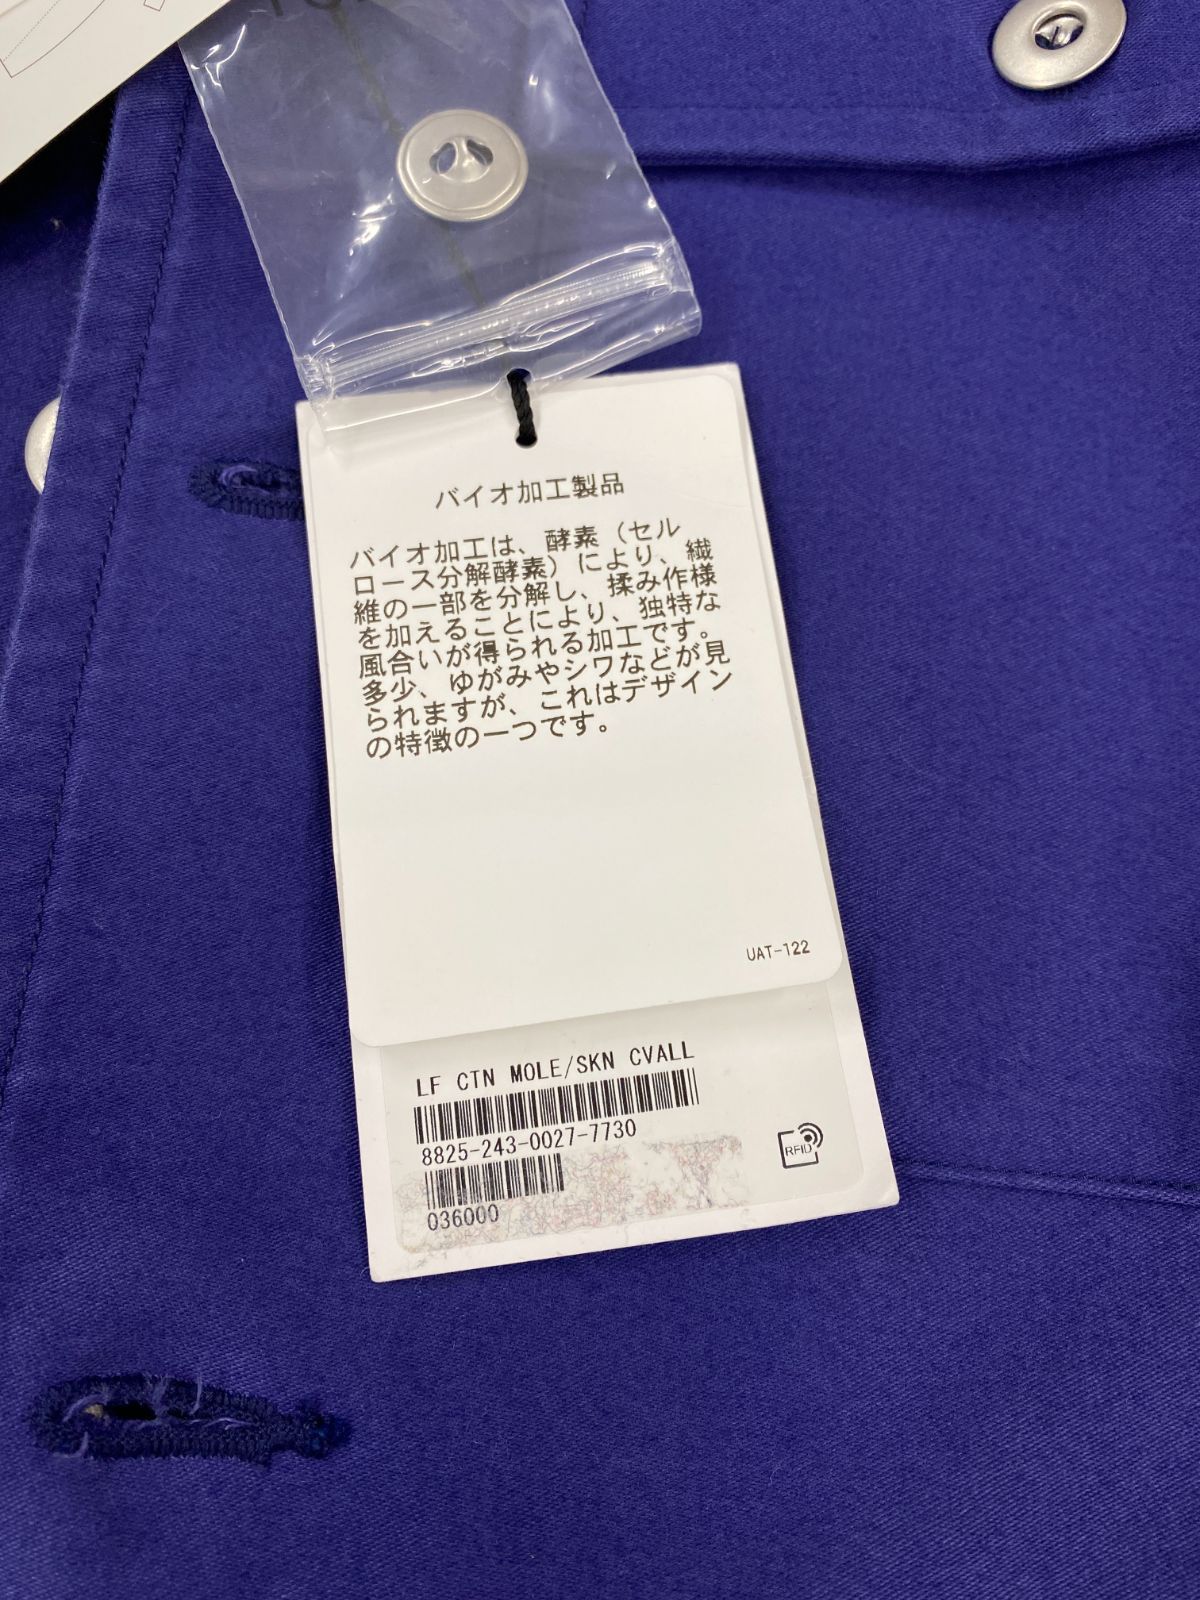 バイオ加工製品
バイオ加工は、酵素（セル
ロース分解酵素）により、繊
維の一部を分解し、揉み作様
を加えることにより、独特な
風合いが得られる加工です。
多少、ゆがみやシワなどが見
られますが、これはデザイン
の特徴の一つです。
UAT-122
LF CTN MOLE/SKN CVALL
8825-243-0027-7730
RFID
036000